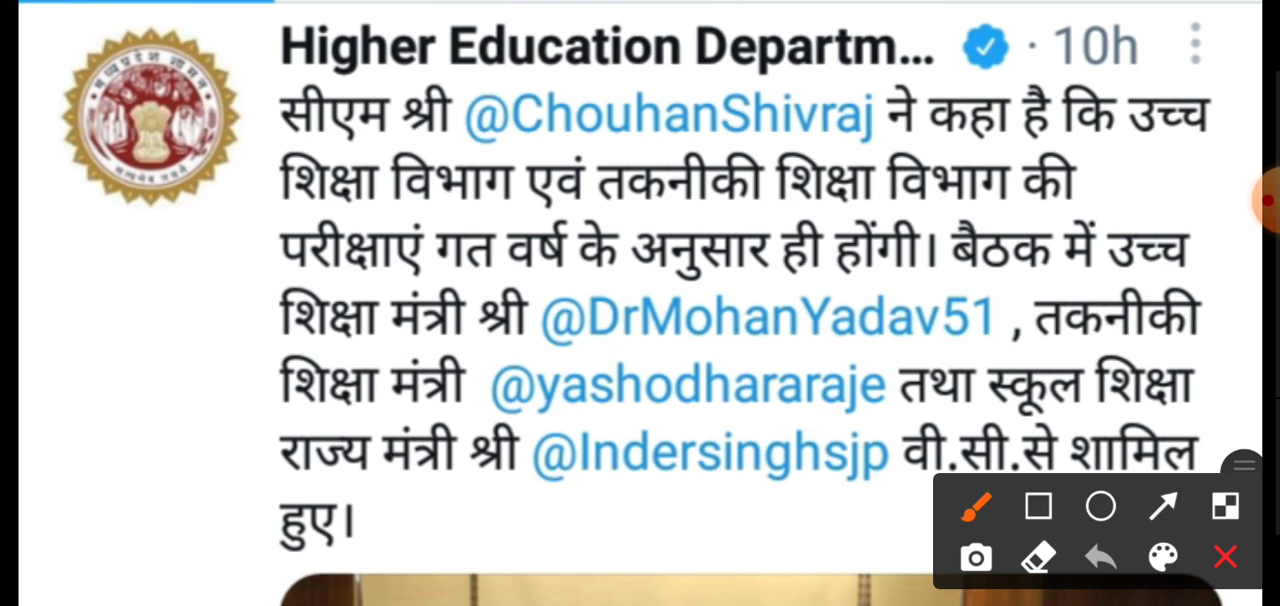 Higher Education Departm... · 10h
सीएम श्री @ChouhanShivraj ने कहा है कि उच्च
शिक्षा विभाग एवं तकनीकी शिक्षा विभाग की
परीक्षाएं गत वर्ष के अनुसार ही होंगी। बैठक में उच्च
शिक्षा मंत्री श्री @DrMohanYadav51 , तकनीकी
शिक्षा मंत्री @yashodhararaje तथा स्कूल शिक्षा
राज्य मंत्री श्री @Indersinghsjp वी.सी.से शामिल
हुए।